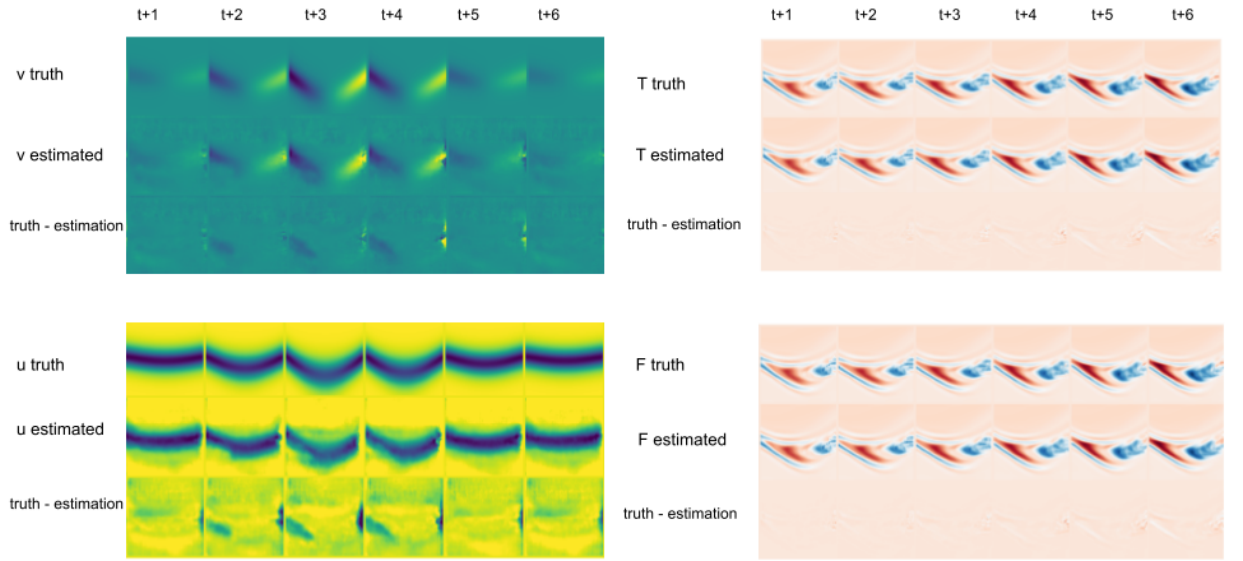 t+1 t+2 t+3 t+4 t+5 t+6
v truth
v estimated
truth - estimation
t+1 t+2 t+3 t+4 t+5 t+6
T truth
T estimated
truth - estimation
u truth
u estimated
truth - estimation
F truth
F estimated
truth - estimation